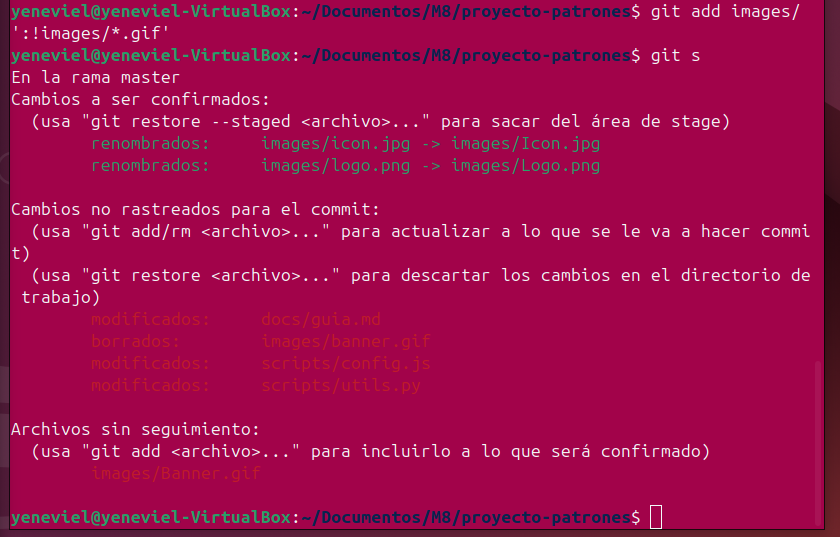 yeneviel@yeneviel-VirtualBox:~/Documentos/M8/proyecto-patrones$ git add images/
':!images/*.gif'
yeneviel@yeneviel-VirtualBox:~/Documentos/M8/proyecto-patrones$ git s
En la rama master
Cambios a ser confirmados:
  (usa "git restore --staged <archivo>..." para sacar del área de stage)
        renombrados:     images/icon.jpg -> images/Icon.jpg
        renombrados:     images/logo.png -> images/Logo.png

Cambios no rastreados para el commit:
  (usa "git add/rm <archivo>..." para actualizar a lo que se le va a hacer commi
t)
  (usa "git restore <archivo>..." para descartar los cambios en el directorio de
 trabajo)
        modificados:     docs/guia.md
        borrados:        images/banner.gif
        modificados:     scripts/config.js
        modificados:     scripts/utils.py

Archivos sin seguimiento:
  (usa "git add <archivo>..." para incluirlo a lo que será confirmado)
        images/Banner.gif

yeneviel@yeneviel-VirtualBox:~/Documentos/M8/proyecto-patrones$